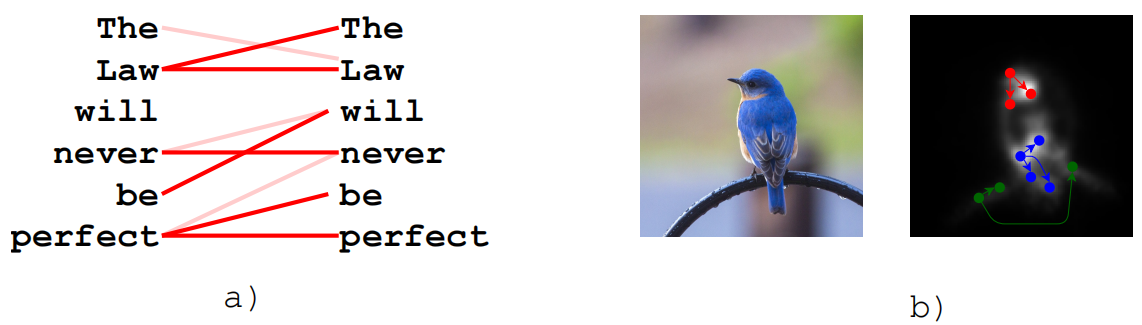 The The
Law Law
will will
never never
be be
perfect perfect
a)
b)